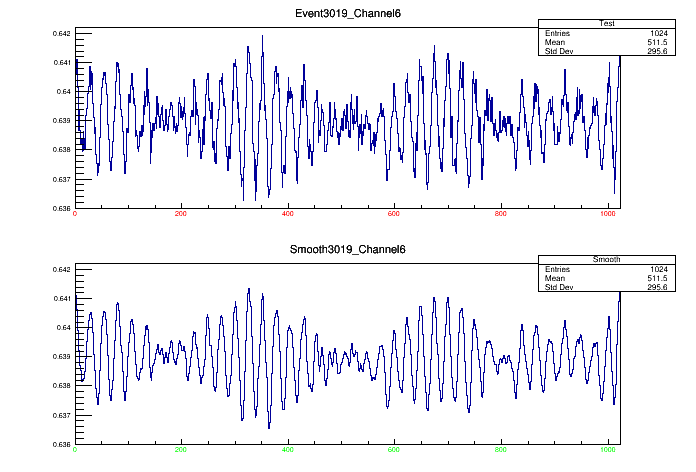 Event3019_Channel6
Test
Entries 1024
Mean 511.5
Std Dev 295.6
0.642
0.641
0.64
0.639
0.638
0.637
0.636
0 200 400 600 800 1000
Smooth3019_Channel6
Smooth
Entries 1024
Mean 511.5
Std Dev 295.6
0.642
0.641
0.64
0.639
0.638
0.637
0.636
0 200 400 600 800 1000